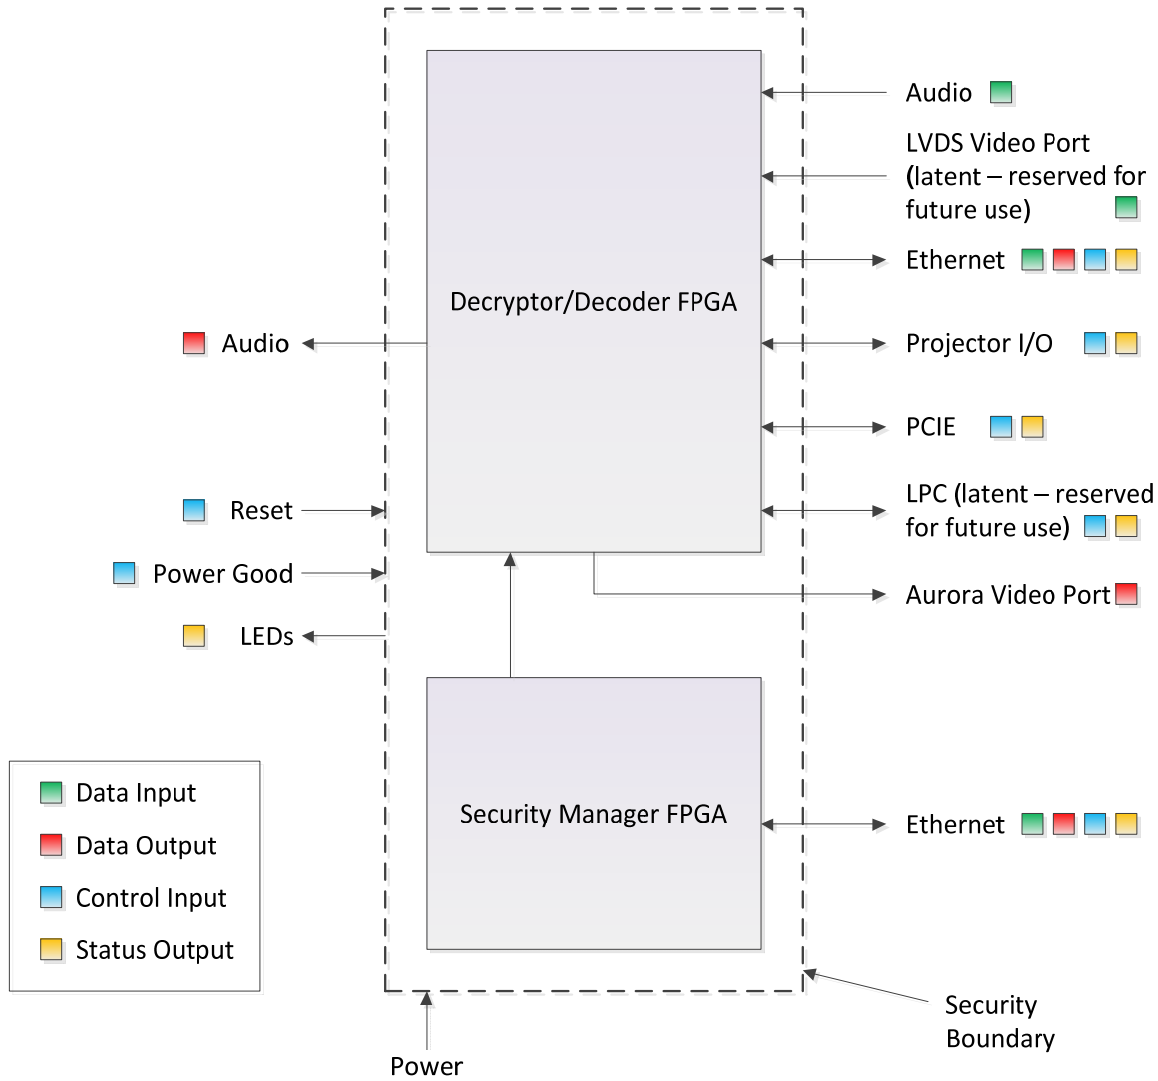 Audio
LVDS Video Port
(latent – reserved for
future use)
Ethernet
Decryptor/Decoder FPGA
Audio
Projector I/O
PCIE
LPC (latent – reserved
for future use)
Reset
Power Good
Aurora Video Port
LEDs
Data Input
Data Output
Control Input
Status Output
Security Manager FPGA
Ethernet
Security
Boundary
Power